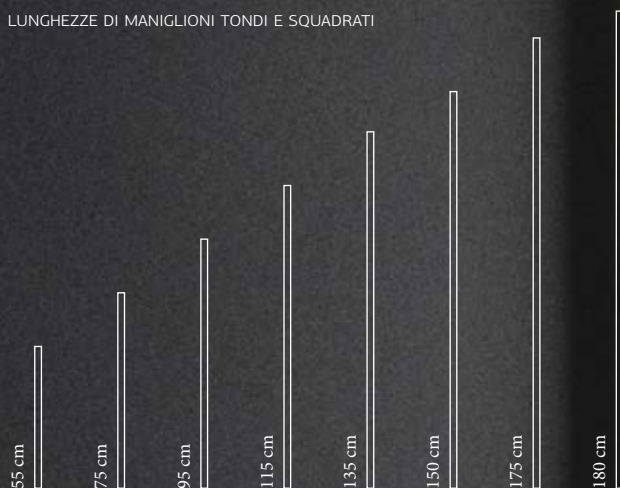 LUNGHEZZE DI MANIGLIONI TONDI E SQUADRATI
55 cm
75 cm
95 cm
115 cm
135 cm
150 cm
175 cm
180 cm